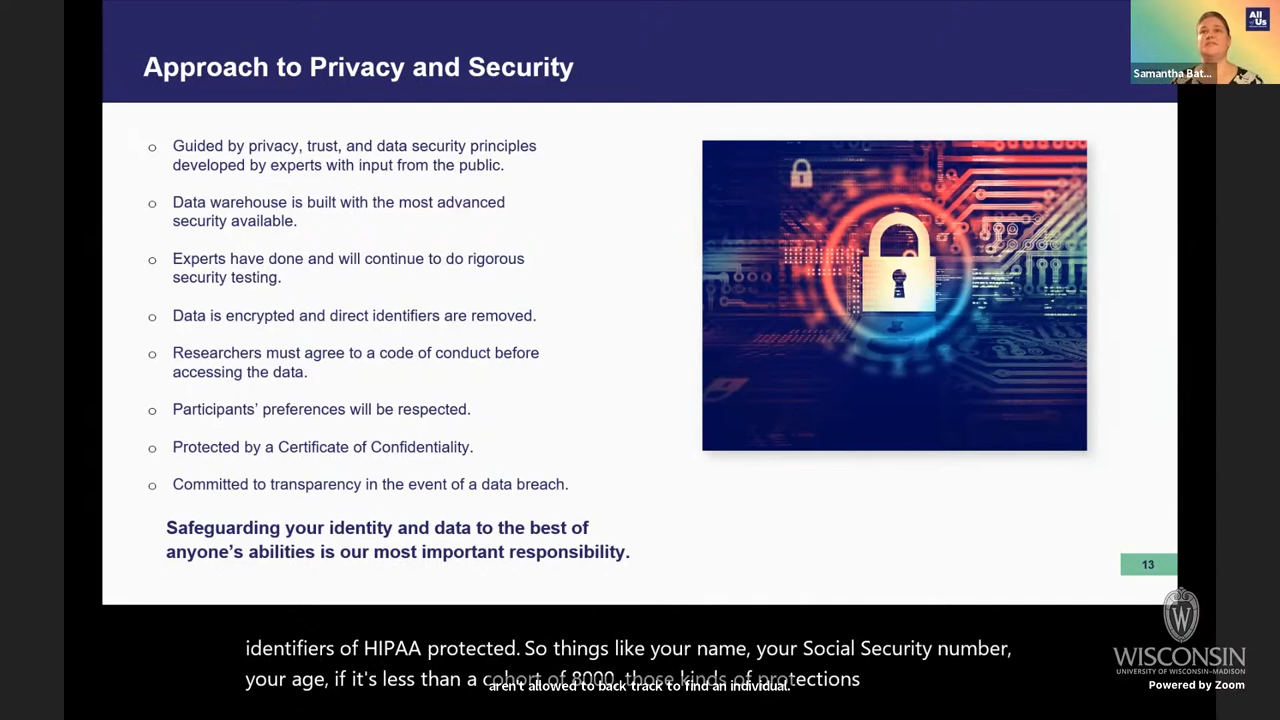 Approach to Privacy and Security
All
of Us
Samantha Bat...
o Guided by privacy, trust, and data security principles
developed by experts with input from the public.
o Data warehouse is built with the most advanced
security available.
o Experts have done and will continue to do rigorous
security testing.
o Data is encrypted and direct identifiers are removed.
o Researchers must agree to a code of conduct before
accessing the data.
o Participants’ preferences will be respected.
o Protected by a Certificate of Confidentiality.
o Committed to transparency in the event of a data breach.
Safeguarding your identity and data to the best of
anyone’s abilities is our most important responsibility.
13
identifiers of HIPAA protected. So things like your name, your Social Security number,
your age, if it's less than a cohort of 8000, those kinds of protections
aren't allowed to back track to find an individual.
W
WISCONSIN
UNIVERSITY OF WISCONSIN–MADISON
Powered by Zoom